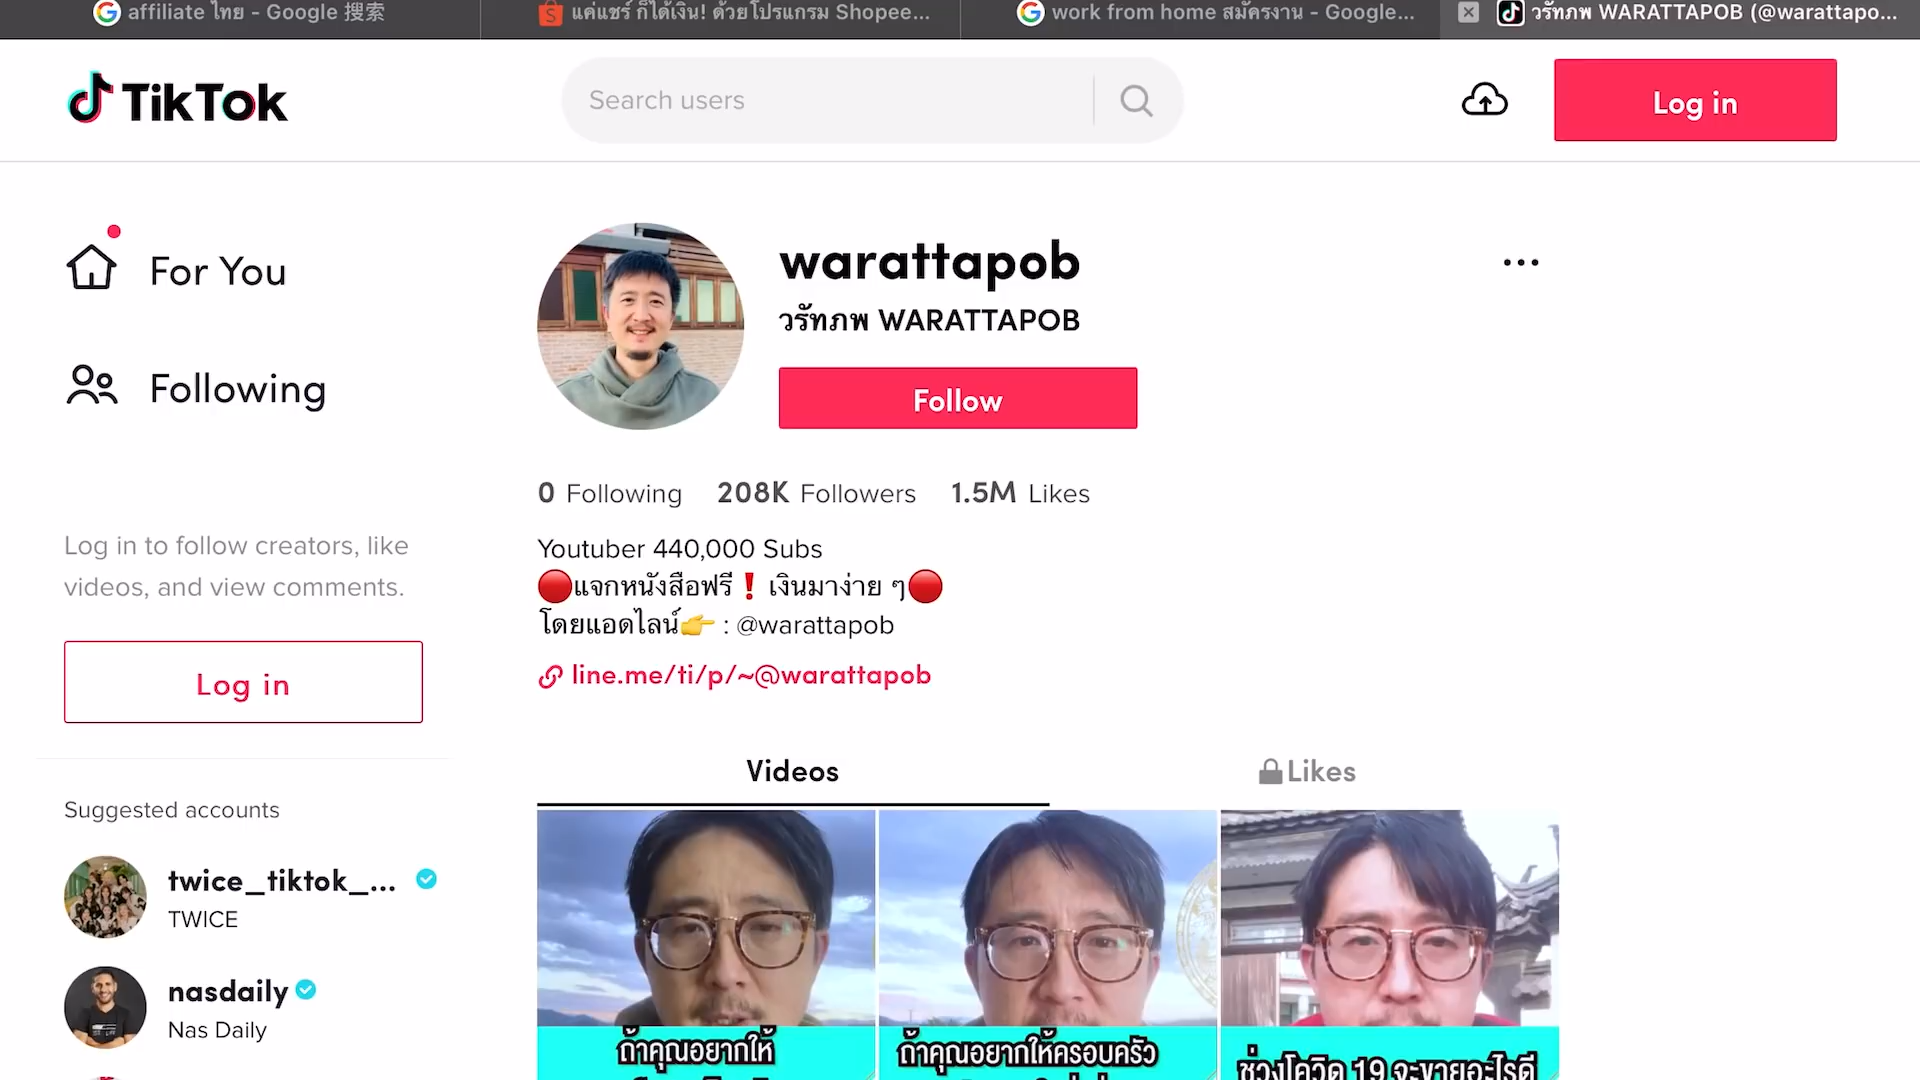 affiliate ไทย - Google 搜索
แค่แชร์ ก็ได้เงิน! ด้วยโปรแกรม Shopee...
work from home สมัครงาน - Google...
วรัทภพ WARATTAPOB (@warattapo...
TikTok
Search users
Log in
For You
Following
warattapob
วรัทภพ WARATTAPOB
Follow
0 Following 208K Followers 1.5M Likes
Youtuber 440,000 Subs
🔴แจกหนังสือฟรี❗ เงินมาง่าย ๆ🔴
โดยแอดไลน์👉 : @warattapob
line.me/ti/p/~@warattapob
Log in to follow creators, like
videos, and view comments.
Log in
Videos
Likes
Suggested accounts
twice_tiktok_...
TWICE
nasdaily
Nas Daily
ถ้าคุณอยากให้
ถ้าคุณอยากให้ครอบครัว
ช่วงโควิด 19 จะขายอะไรดี